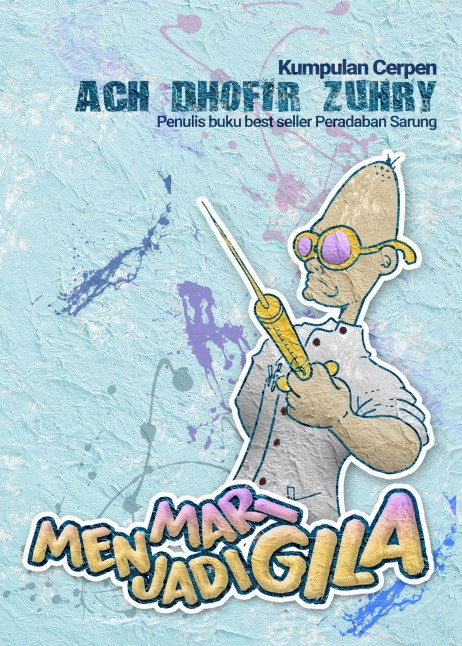 Kumpulan Cerpen
ACH DHOFIR ZUHRY
Penulis buku best seller Peradaban Sarung
MARI
MENJADI GILA